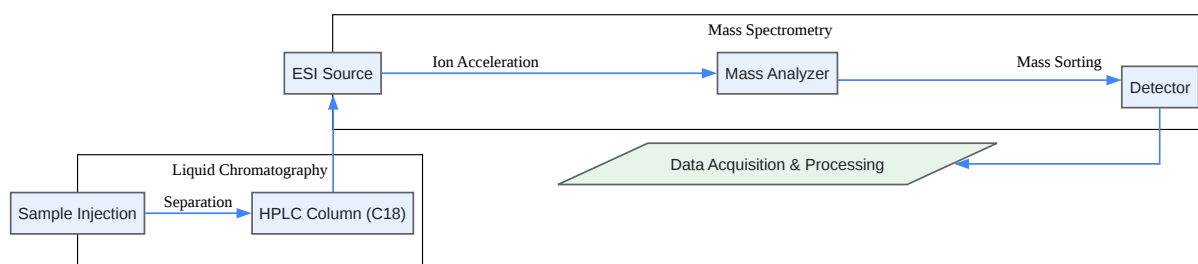 Mass Spectrometry
ESI Source
Ion Acceleration
Mass Analyzer
Mass Sorting
Detector
Data Acquisition & Processing
Liquid Chromatography
Sample Injection
Separation
HPLC Column (C18)